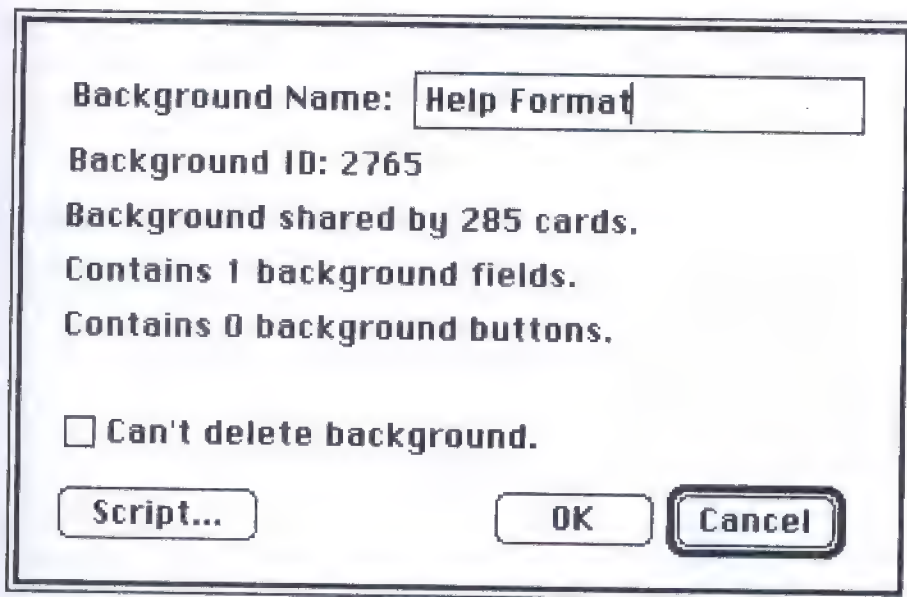 Background Name: Help Format
Background ID: 2765
Background shared by 285 cards.
Contains 1 background fields.
Contains 0 background buttons.
Can't delete background.
Script... OK Cancel